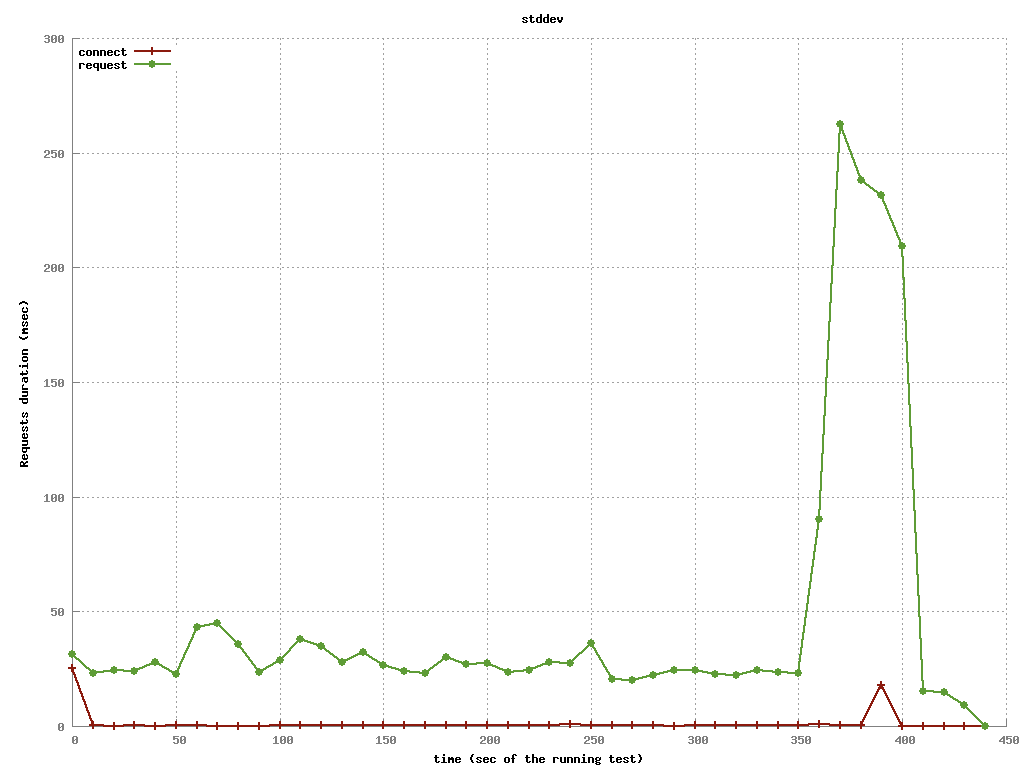 stddev
connect
request
300
250
200
150
100
50
0
Requests duration (msec)
0 50 100 150 200 250 300 350 400 450
time (sec of the running test)